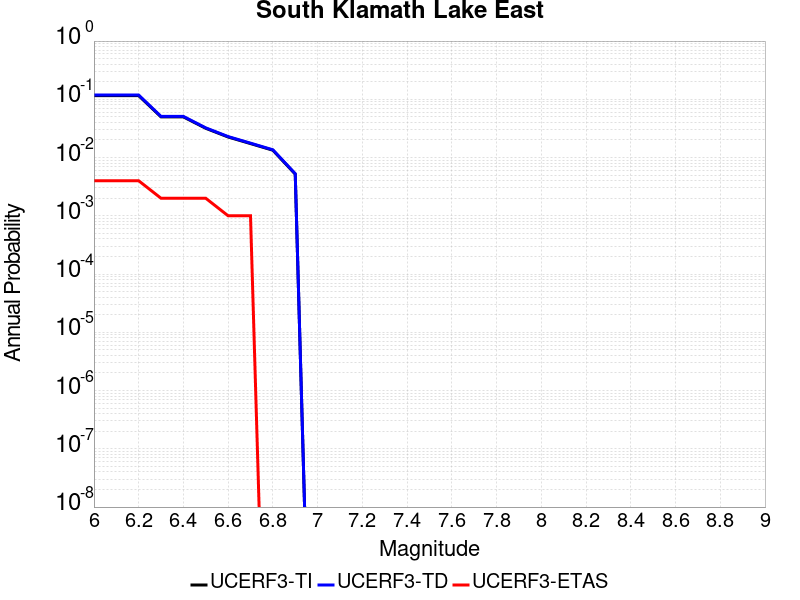 South Klamath Lake East
10^0
10^-1
10^-2
10^-3
10^-4
10^-5
10^-6
10^-7
10^-8
Annual Probability
6 6.2 6.4 6.6 6.8 7 7.2 7.4 7.6 7.8 8 8.2 8.4 8.6 8.8 9
Magnitude
UCERF3-TI UCERF3-TD UCERF3-ETAS